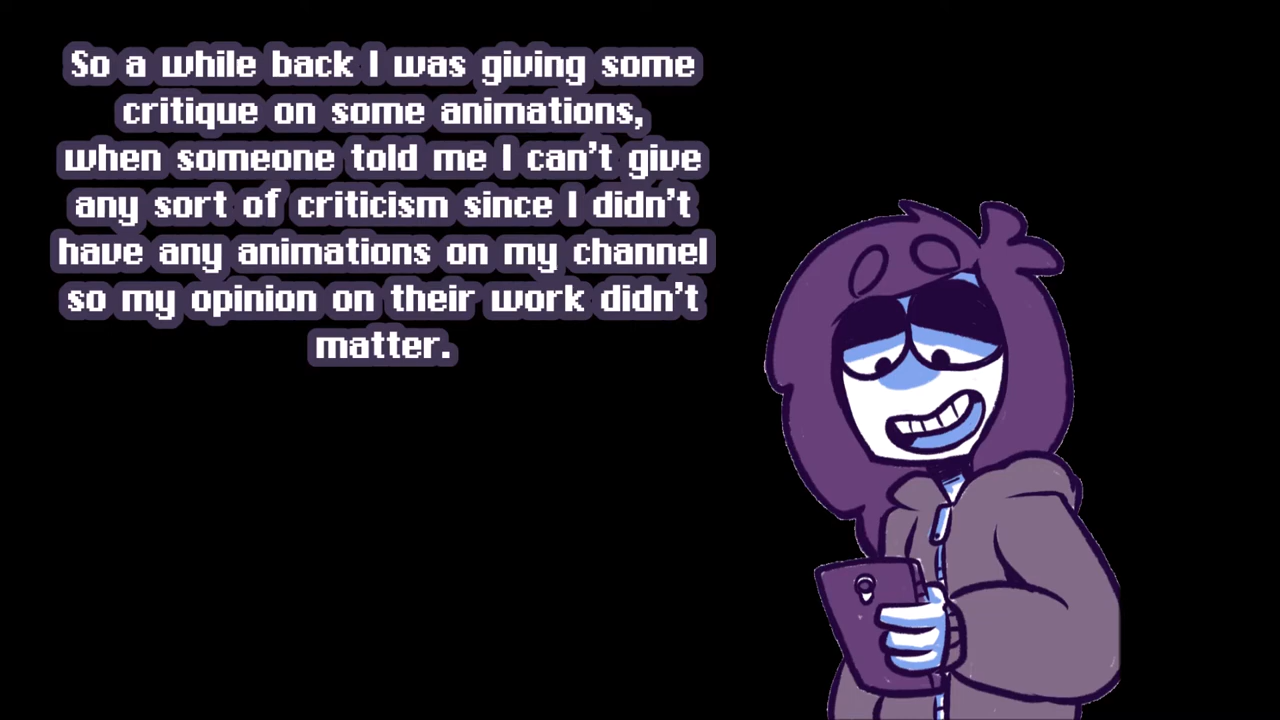 So a while back I was giving some
critique on some animations,
when someone told me I can't give
any sort of criticism since I didn't
have any animations on my channel
so my opinion on their work didn't
matter.